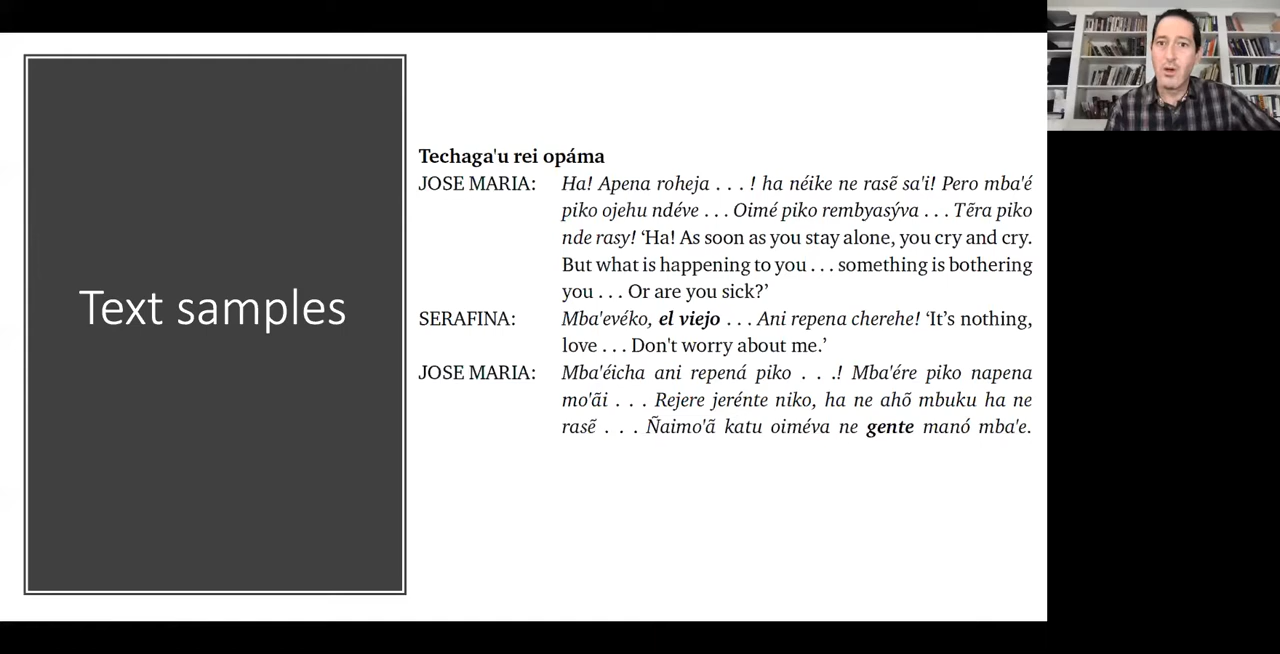 Text samples
Techaga'u rei opáma
JOSE MARIA: Ha! Apena roheja . . . ! ha néike ne rasẽ sa'i! Pero mba'é
piko ojehu ndéve . . . Oimé piko rembyasýva . . . Tẽra piko
nde rasy! ‘Ha! As soon as you stay alone, you cry and cry.
But what is happening to you . . . something is bothering
you . . . Or are you sick?’
SERAFINA: Mba'evéko, el viejo . . . Ani repena cherehe! ‘It’s nothing,
love . . . Don't worry about me.’
JOSE MARIA: Mba'éicha ani repená piko . . .! Mba'ére piko napena
mo'ãi . . . Rejere jerénte niko, ha ne ahõ mbuku ha ne
rasẽ . . . Ñaimo'ã katu oiméva ne gente manó mba'e.